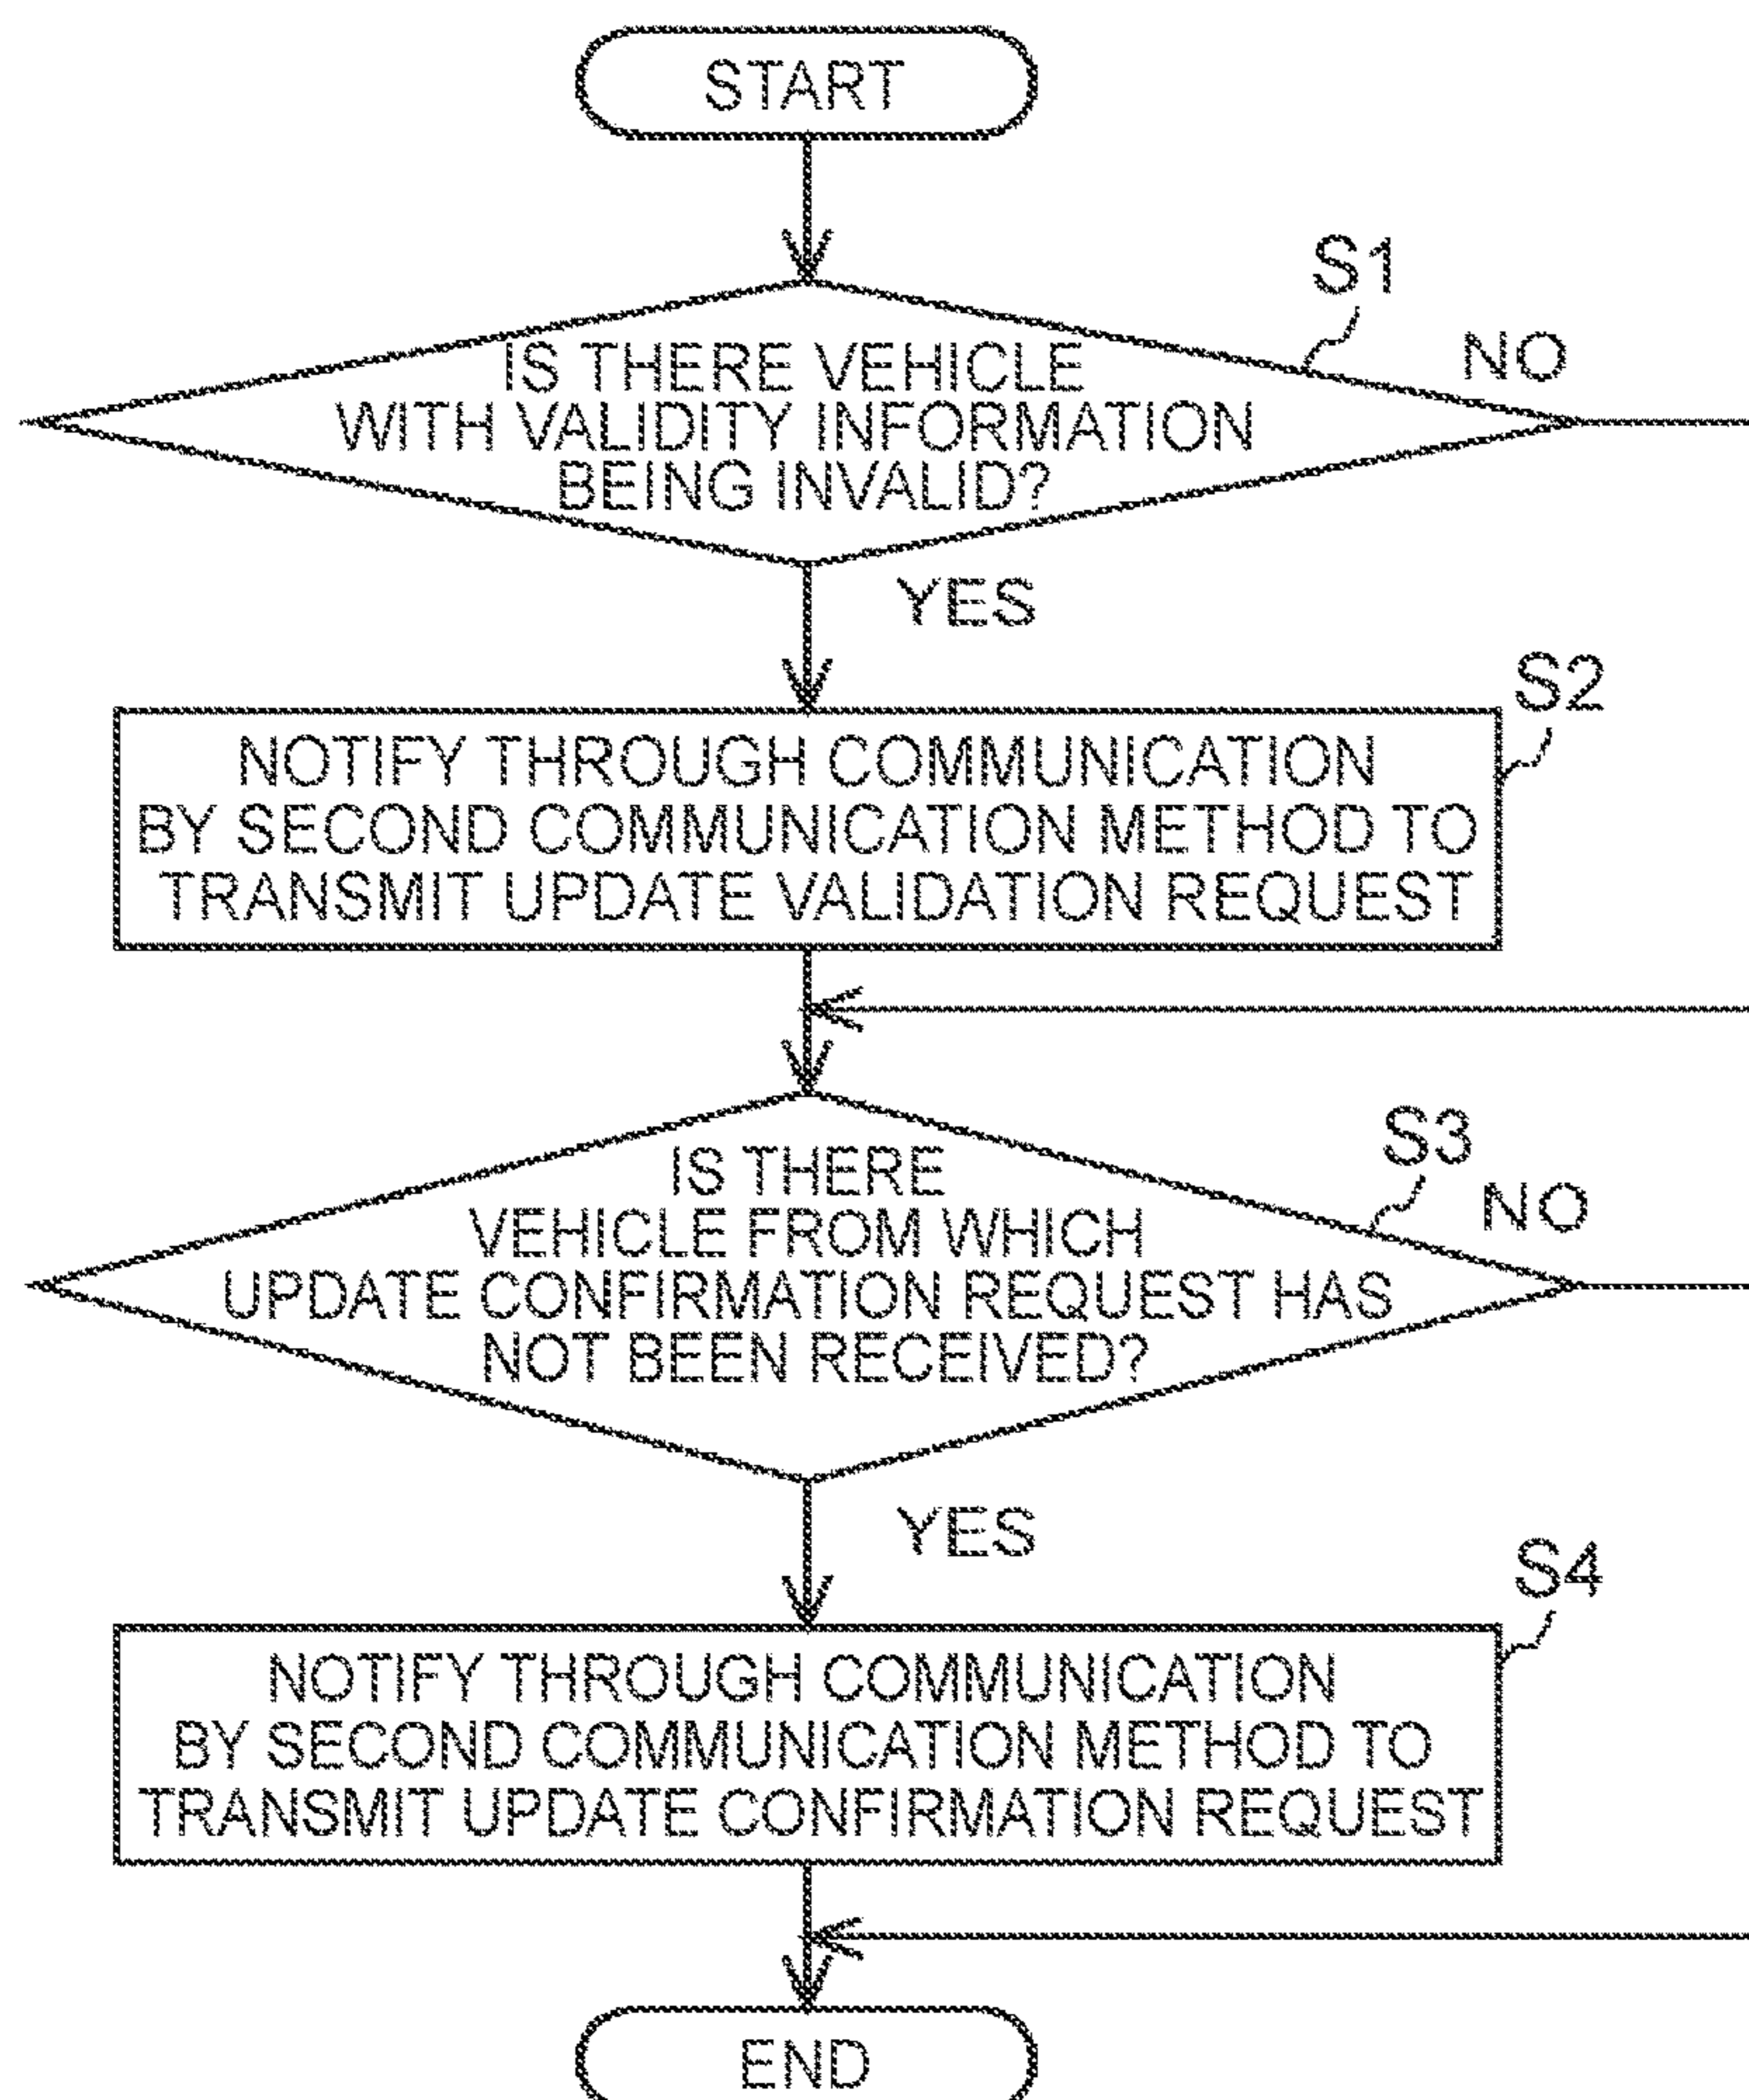 START
S1
NO
IS THERE VEHICLE
WITH VALIDITY INFORMATION
BEING INVALID?
YES
S2
NOTIFY THROUGH COMMUNICATION
BY SECOND COMMUNICATION METHOD TO
TRANSMIT UPDATE VALIDATION REQUEST
S3
NO
IS THERE
VEHICLE FROM WHICH
UPDATE CONFIRMATION REQUEST HAS
NOT BEEN RECEIVED?
YES
S4
NOTIFY THROUGH COMMUNICATION
BY SECOND COMMUNICATION METHOD TO
TRANSMIT UPDATE CONFIRMATION REQUEST
END